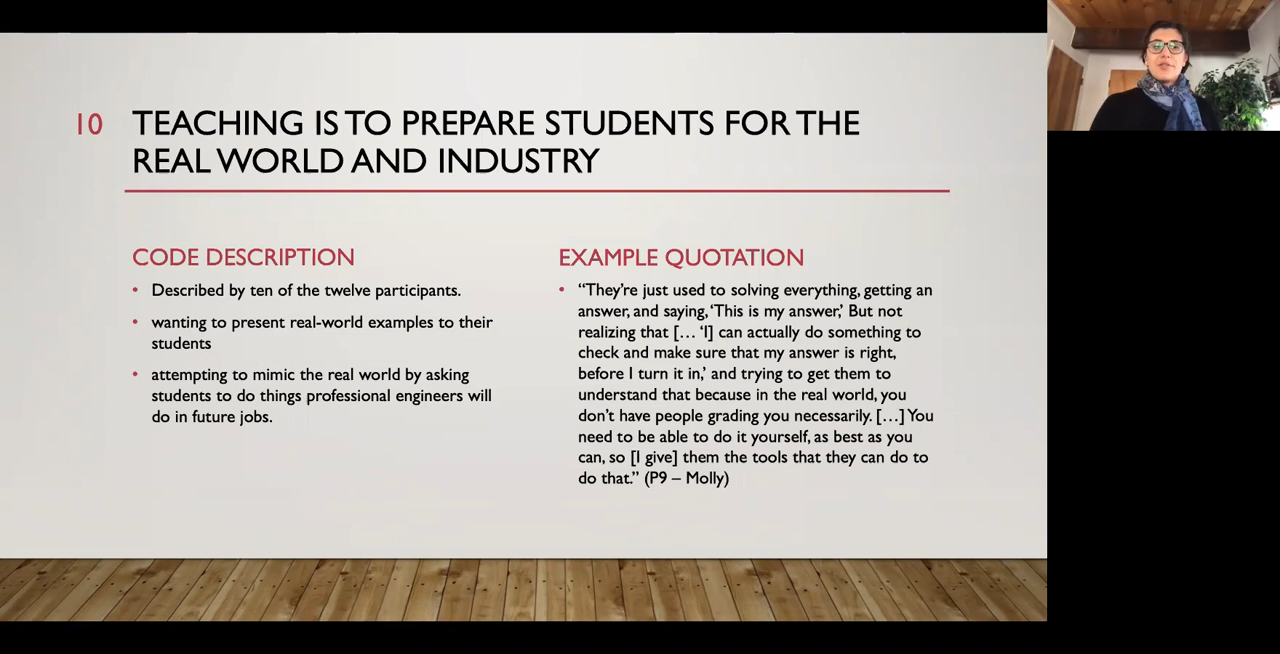 10
TEACHING IS TO PREPARE STUDENTS FOR THE
REAL WORLD AND INDUSTRY
CODE DESCRIPTION
• Described by ten of the twelve participants.
• wanting to present real-world examples to their
students
• attempting to mimic the real world by asking
students to do things professional engineers will
do in future jobs.
EXAMPLE QUOTATION
• “They’re just used to solving everything, getting an
answer, and saying, ‘This is my answer,’ But not
realizing that [… ‘I] can actually do something to
check and make sure that my answer is right,
before I turn it in,’ and trying to get them to
understand that because in the real world, you
don’t have people grading you necessarily. […] You
need to be able to do it yourself, as best as you
can, so [I give] them the tools that they can do to
do that.” (P9 – Molly)